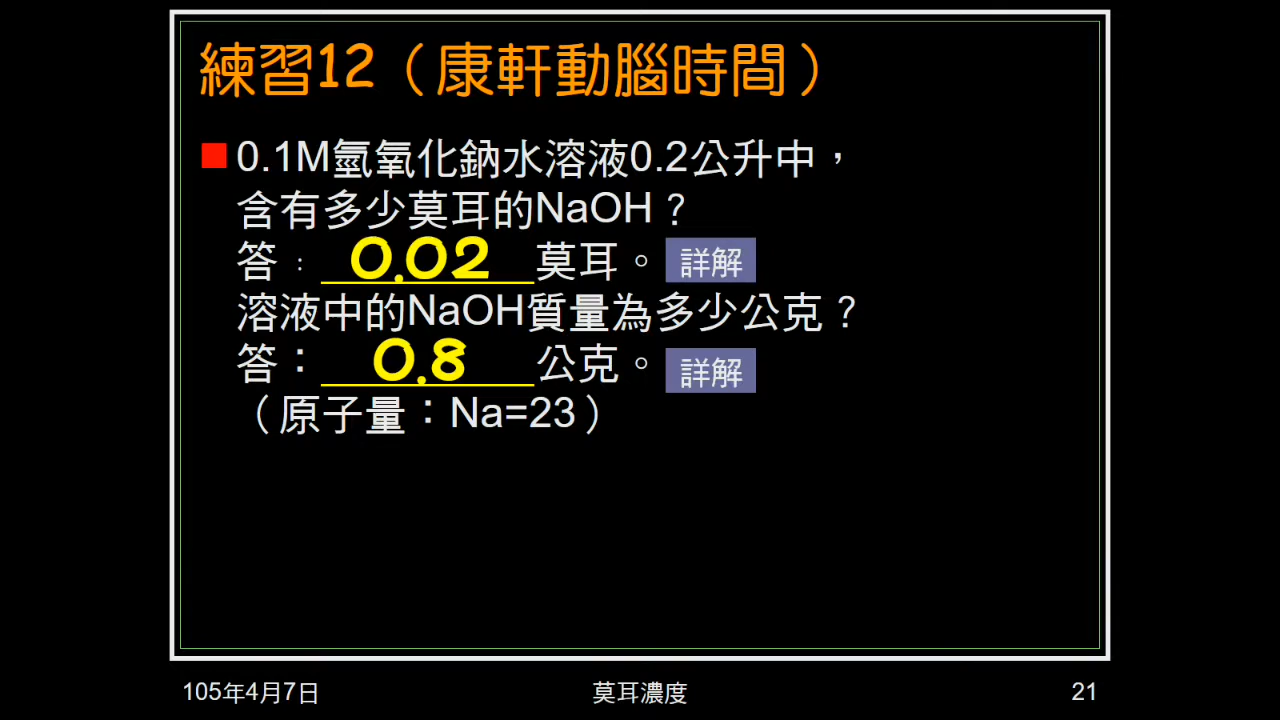 練習12（康軒動腦時間）
0.1M氫氧化鈉水溶液0.2公升中，
含有多少莫耳的NaOH？
答：0.02莫耳。詳解
溶液中的NaOH質量為多少公克？
答：0.8公克。詳解
（原子量：Na=23）
105年4月7日 莫耳濃度 21